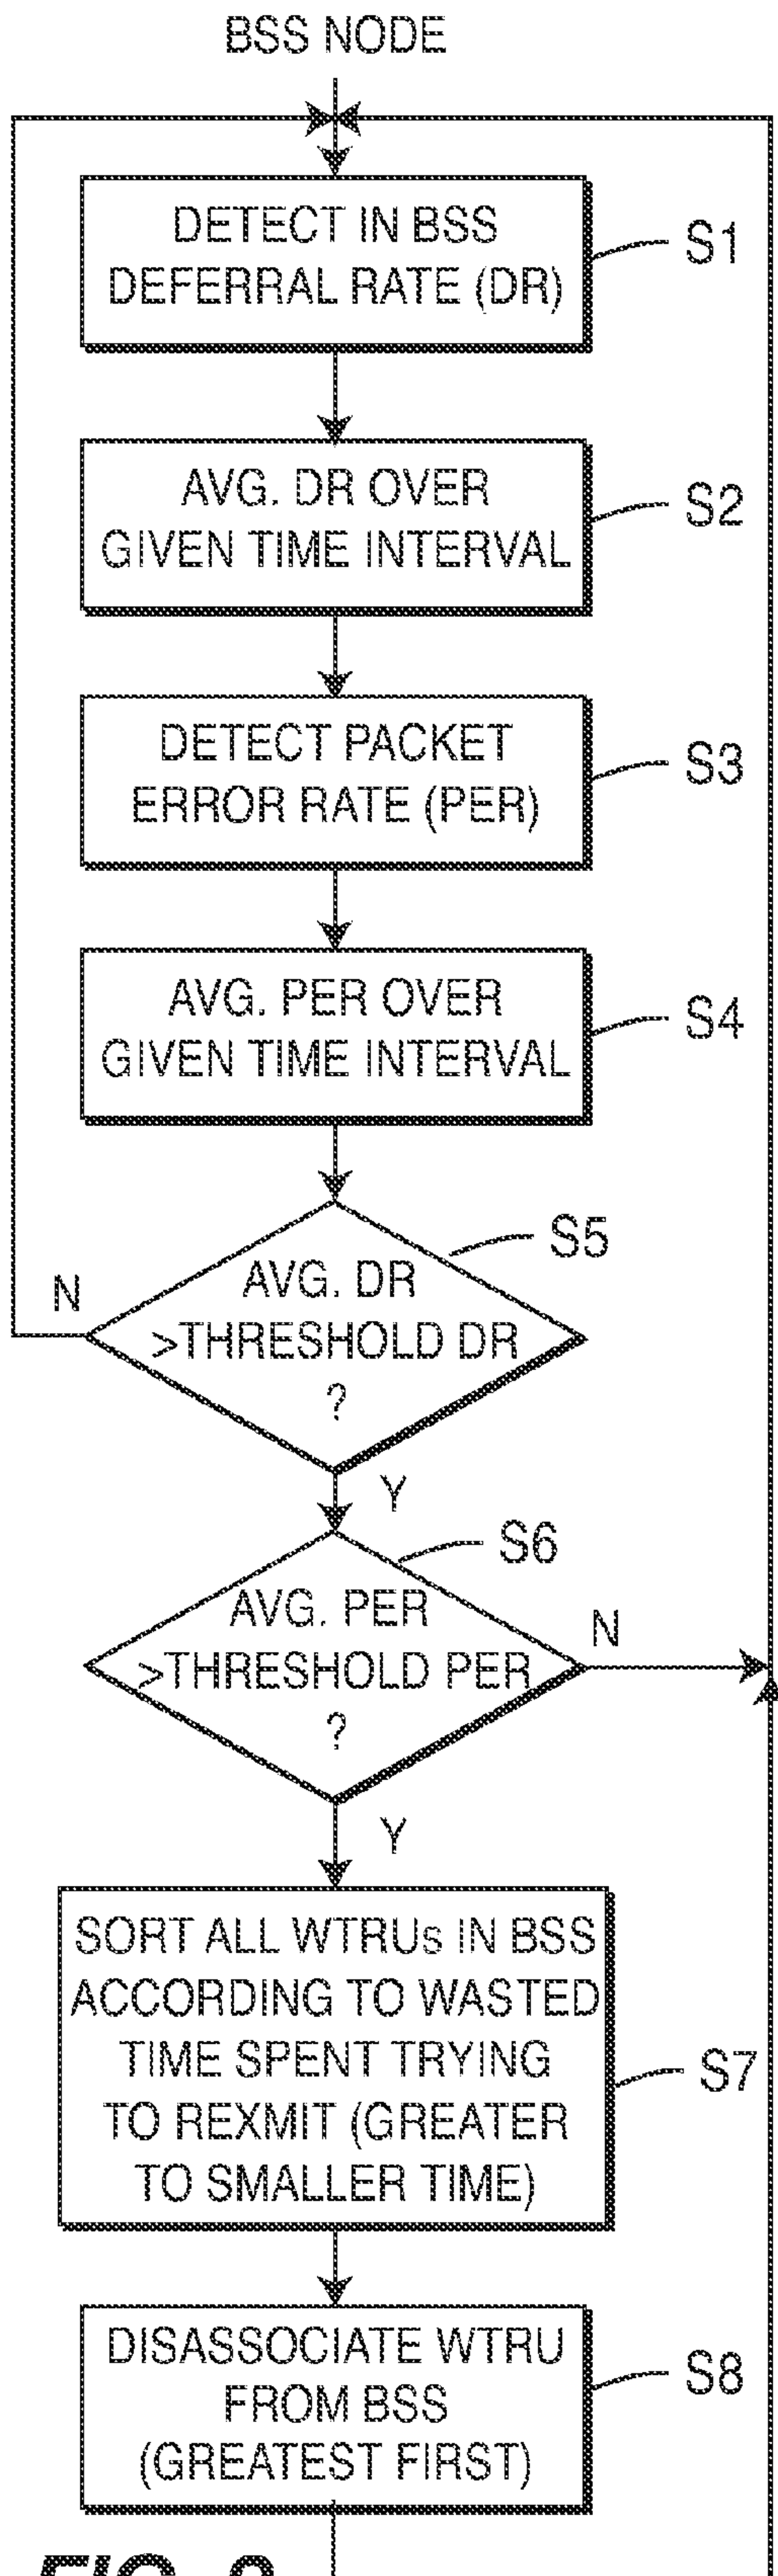 BSS NODE
DETECT IN BSS
DEFERRAL RATE (DR)
S1
AVG. DR OVER
GIVEN TIME INTERVAL
S2
DETECT PACKET
ERROR RATE (PER)
S3
AVG. PER OVER
GIVEN TIME INTERVAL
S4
S5
AVG. DR
>THRESHOLD DR
?
N
Y
S6
AVG. PER
>THRESHOLD PER
?
N
Y
SORT ALL WTRUs IN BSS
ACCORDING TO WASTED
TIME SPENT TRYING
TO REXMIT (GREATER
TO SMALLER TIME)
S7
DISASSOCIATE WTRU
FROM BSS
(GREATEST FIRST)
S8
FIG.